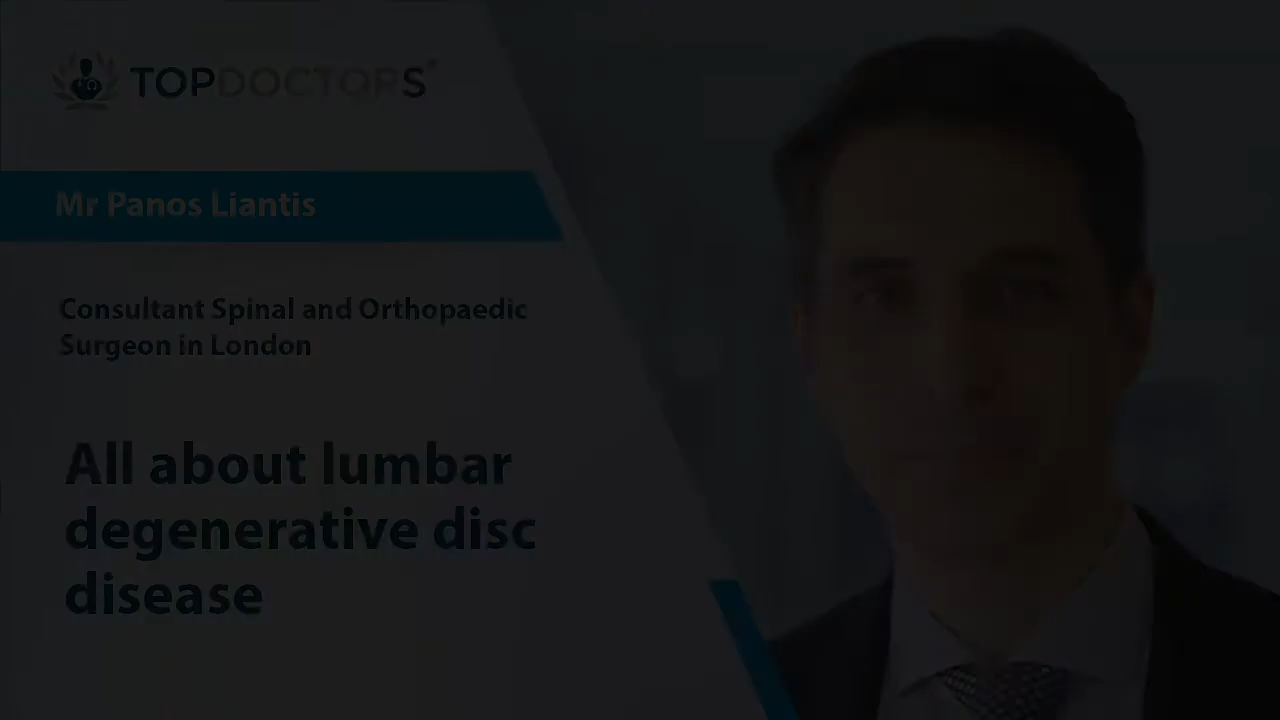 TOPDOCTORS
Mr Panos Liantis
Consultant Spinal and Orthopaedic
Surgeon in London
All about lumbar
degenerative disc
disease